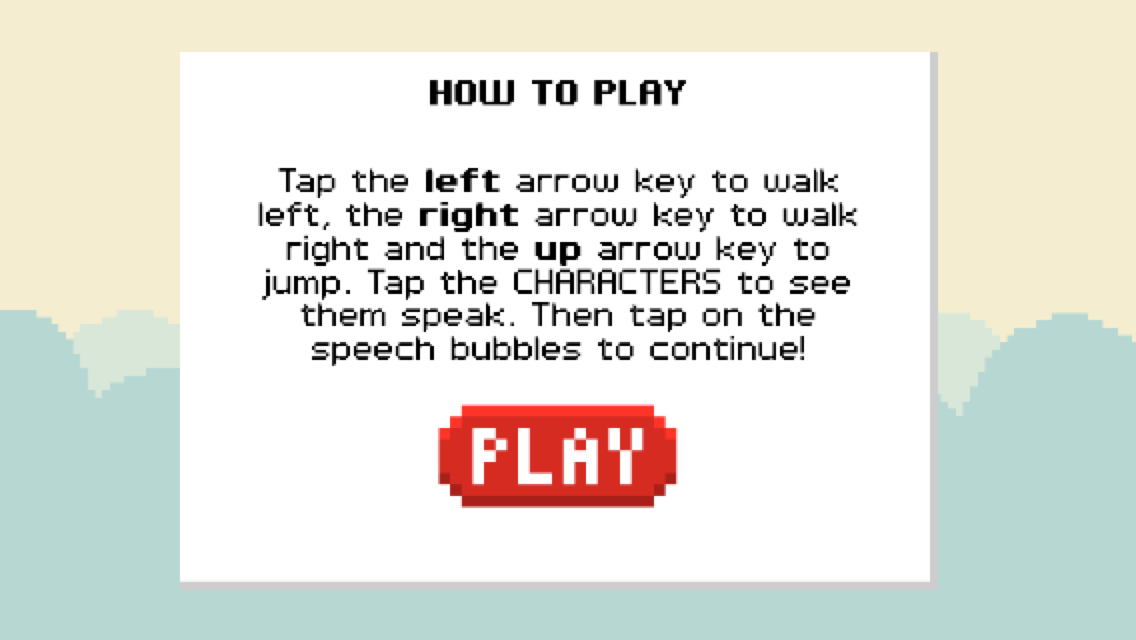 HOW TO PLAY
Tap the left arrow key to walk
left, the right arrow key to walk
right and the up arrow key to
jump. Tap the CHARACTERS to see
them speak. Then tap on the
speech bubbles to continue!
PLAY